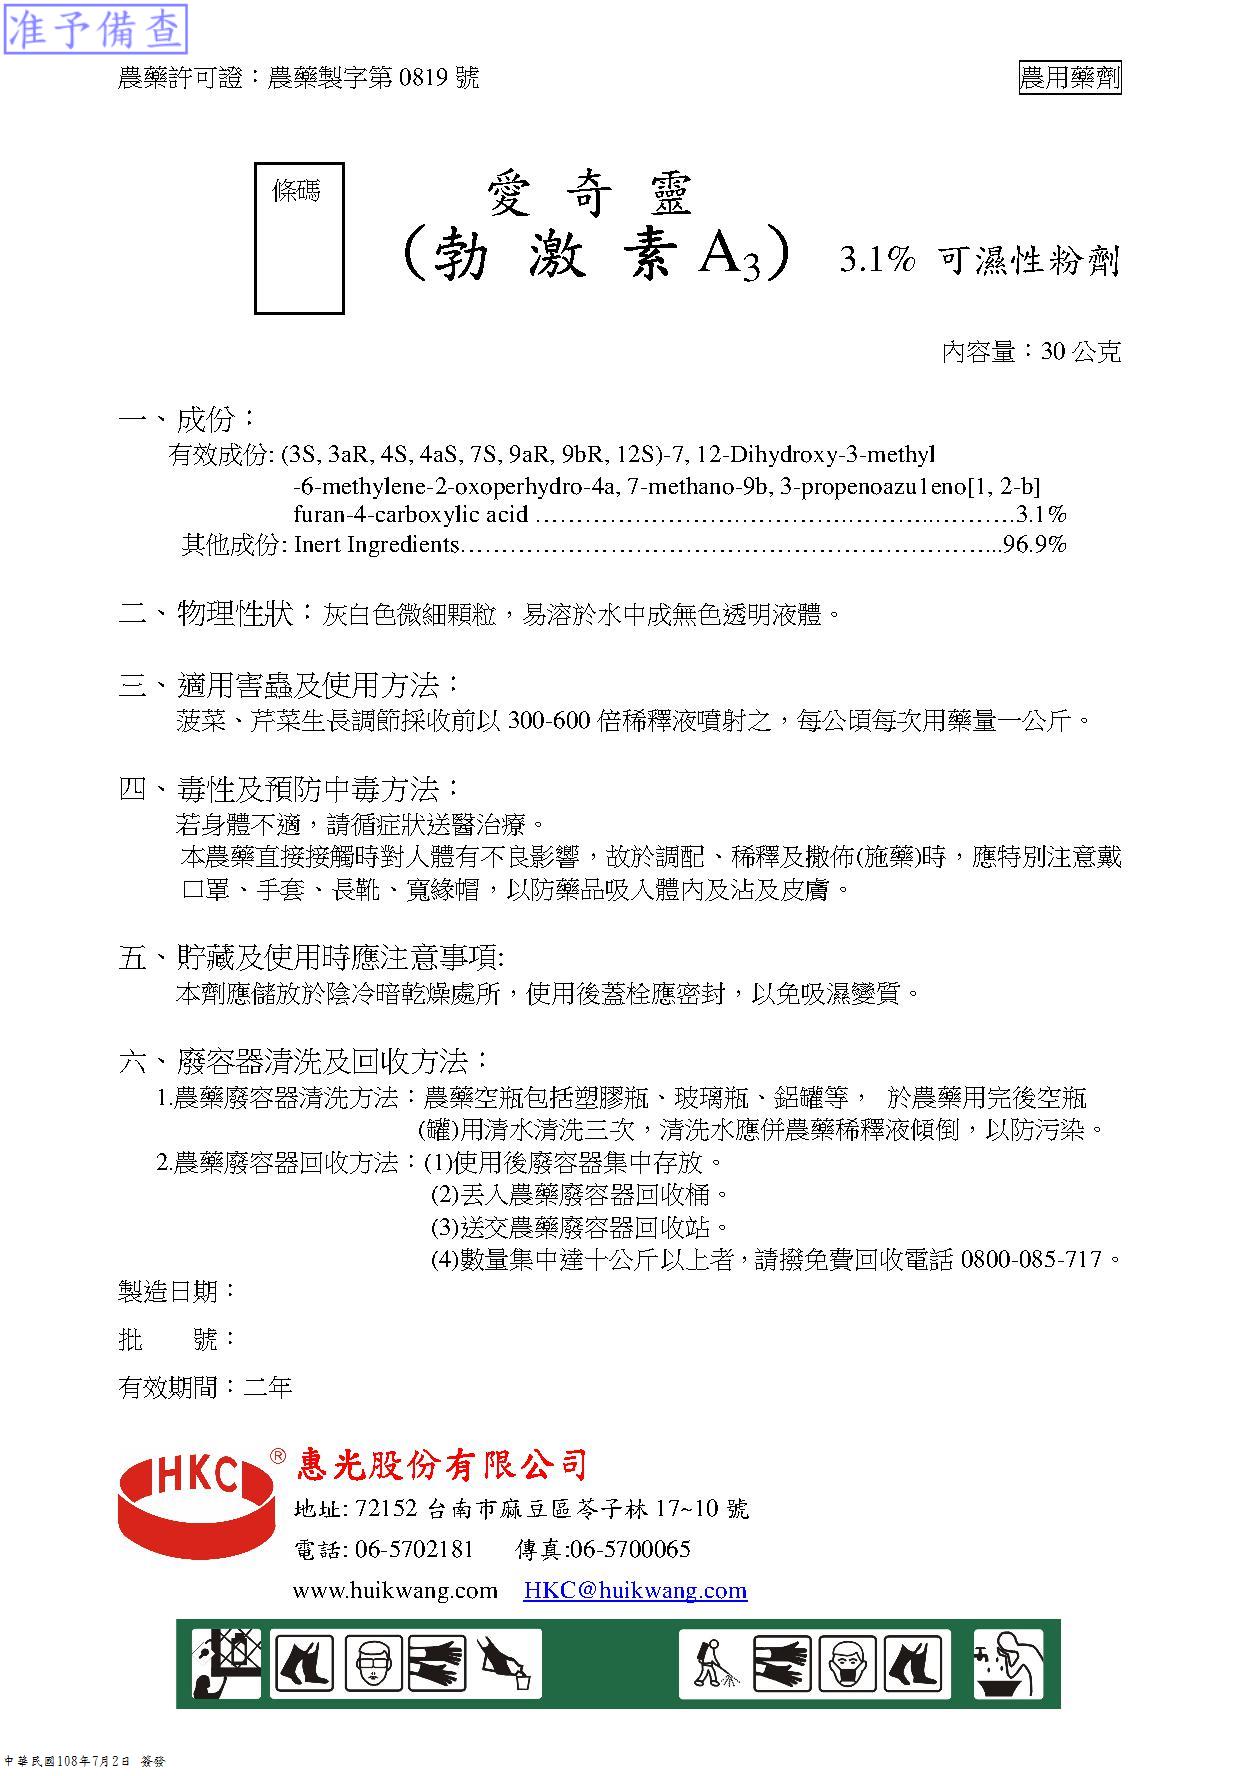 准予備查
農藥許可證：農藥製字第 0819 號
農用藥劑
條碼
愛奇靈
(勃激素A3)
3.1% 可濕性粉劑
內容量：30 公克
一、成份：
有效成份: (3S, 3aR, 4S, 4aS, 7S, 9aR, 9bR, 12S)-7, 12-Dihydroxy-3-methyl
-6-methylene-2-oxoperhydro-4a, 7-methano-9b, 3-propenoazu1eno[1, 2-b]
furan-4-carboxylic acid ……………………………………………………3.1%
其他成份: Inert Ingredients…………………………………………………………...96.9%
二、物理性狀：灰白色微細顆粒，易溶於水中成無色透明液體。
三、適用害蟲及使用方法：
菠菜、芹菜生長調節採收前以 300-600 倍稀釋液噴射之，每公頃每次用藥量一公斤。
四、毒性及預防中毒方法：
若身體不適，請循症狀送醫治療。
本農藥直接接觸時對人體有不良影響，故於調配、稀釋及撒佈(施藥)時，應特別注意戴
口罩、手套、長靴、寬緣帽，以防藥品吸入體內及沾及皮膚。
五、貯藏及使用時應注意事項:
本劑應儲放於陰冷暗乾燥處所，使用後蓋栓應密封，以免吸濕變質。
六、廢容器清洗及回收方法：
1.農藥廢容器清洗方法：農藥空瓶包括塑膠瓶、玻璃瓶、鋁罐等， 於農藥用完後空瓶
(罐)用清水清洗三次，清洗水應併農藥稀釋液傾倒，以防污染。
2.農藥廢容器回收方法：(1)使用後廢容器集中存放。
(2)丟入農藥廢容器回收桶。
(3)送交農藥廢容器回收站。
(4)數量集中達十公斤以上者，請撥免費回收電話 0800-085-717。
製造日期：
批　　號：
有效期間：二年
HKC ® 惠光股份有限公司
地址: 72152 台南市麻豆區苓子林 17~10 號
電話: 06-5702181　傳真:06-5700065
www.huikwang.com　HKC@huikwang.com
中華民國108年7月2日 簽發